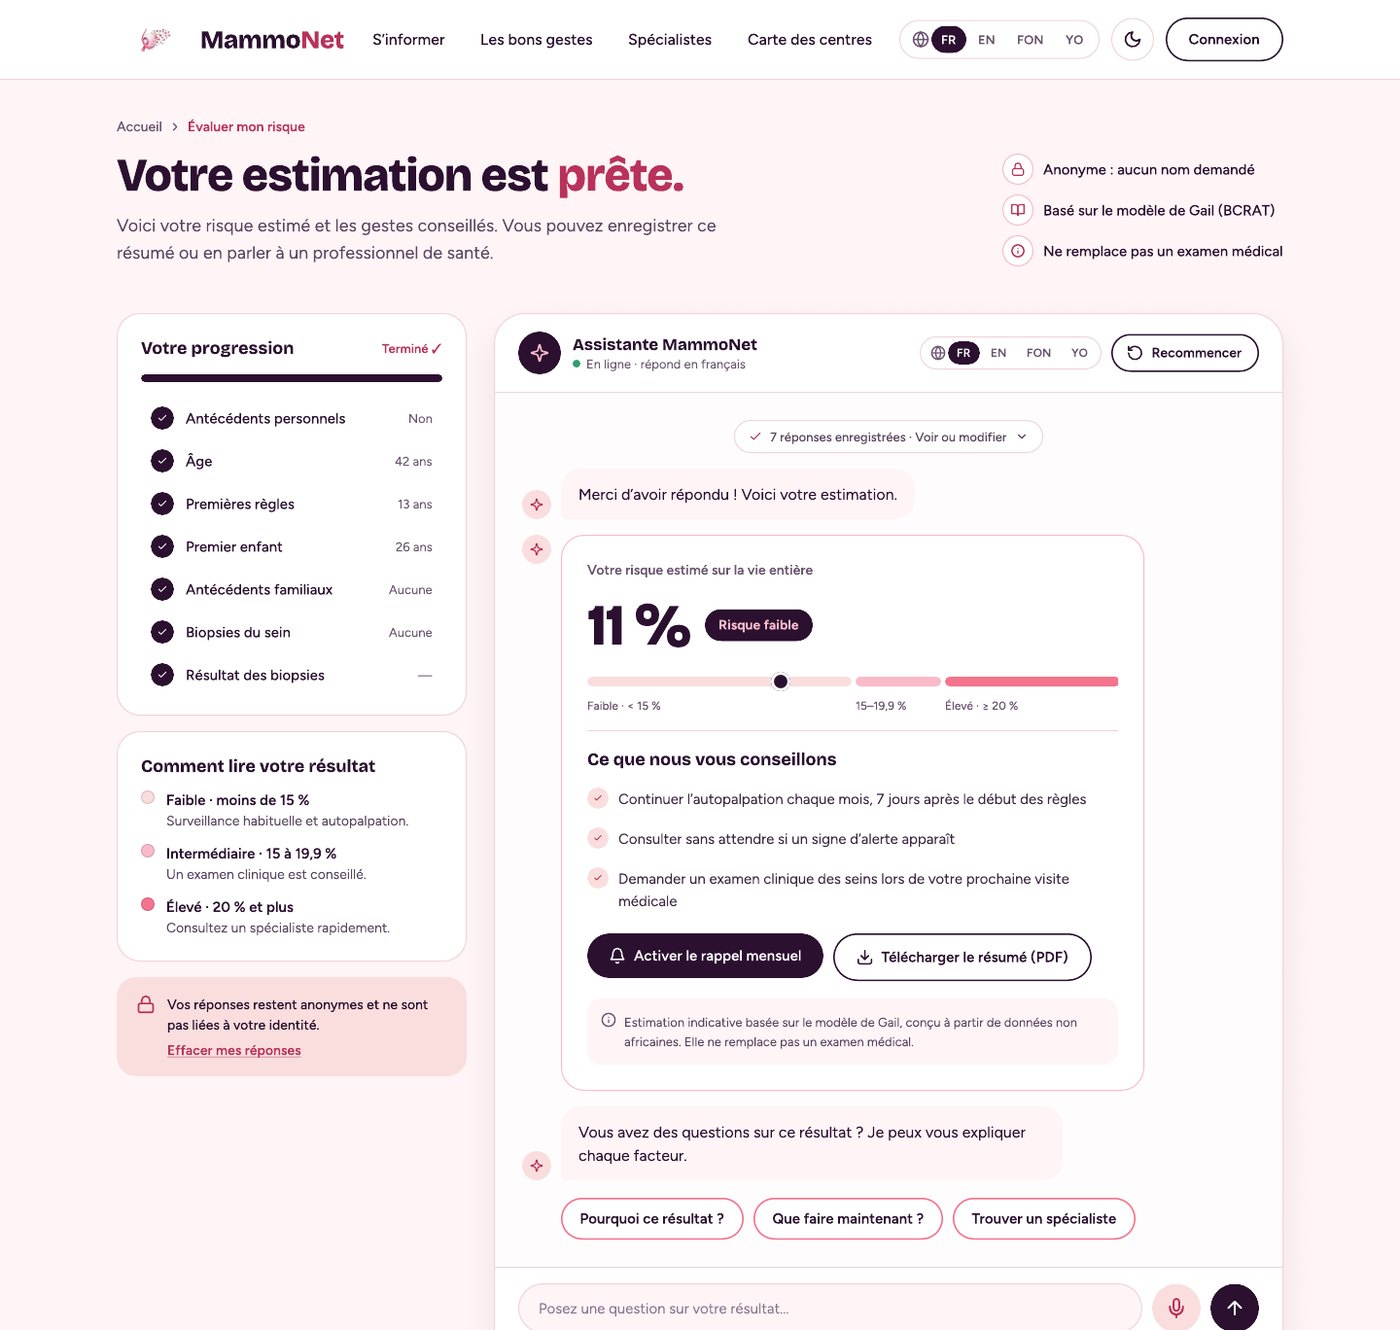 MammoNet
S’informer
Les bons gestes
Spécialistes
Carte des centres
FR
EN
FON
YO
Connexion
Accueil
Évaluer mon risque
Votre estimation est prête.
Voici votre risque estimé et les gestes conseillés. Vous pouvez enregistrer ce
résumé ou en parler à un professionnel de santé.
Anonyme : aucun nom demandé
Basé sur le modèle de Gail (BCRAT)
Ne remplace pas un examen médical
Votre progression
Terminé ✓
Antécédents personnels
Non
Âge
42 ans
Premières règles
13 ans
Premier enfant
26 ans
Antécédents familiaux
Aucune
Biopsies du sein
Aucune
Résultat des biopsies
—
Comment lire votre résultat
Faible · moins de 15 %
Surveillance habituelle et autopalpation.
Intermédiaire · 15 à 19,9 %
Un examen clinique est conseillé.
Élevé · 20 % et plus
Consultez un spécialiste rapidement.
Vos réponses restent anonymes et ne sont
pas liées à votre identité.
Effacer mes réponses
Assistante MammoNet
En ligne · répond en français
FR
EN
FON
YO
Recommencer
7 réponses enregistrées · Voir ou modifier
Merci d’avoir répondu ! Voici votre estimation.
Votre risque estimé sur la vie entière
11 %
Risque faible
Faible · < 15 %
15–19,9 %
Élevé · ≥ 20 %
Ce que nous vous conseillons
Continuer l’autopalpation chaque mois, 7 jours après le début des règles
Consulter sans attendre si un signe d’alerte apparaît
Demander un examen clinique des seins lors de votre prochaine visite
médicale
Activer le rappel mensuel
Télécharger le résumé (PDF)
Estimation indicative basée sur le modèle de Gail, conçu à partir de données non
africaines. Elle ne remplace pas un examen médical.
Vous avez des questions sur ce résultat ? Je peux vous expliquer
chaque facteur.
Pourquoi ce résultat ?
Que faire maintenant ?
Trouver un spécialiste
Posez une question sur votre résultat…